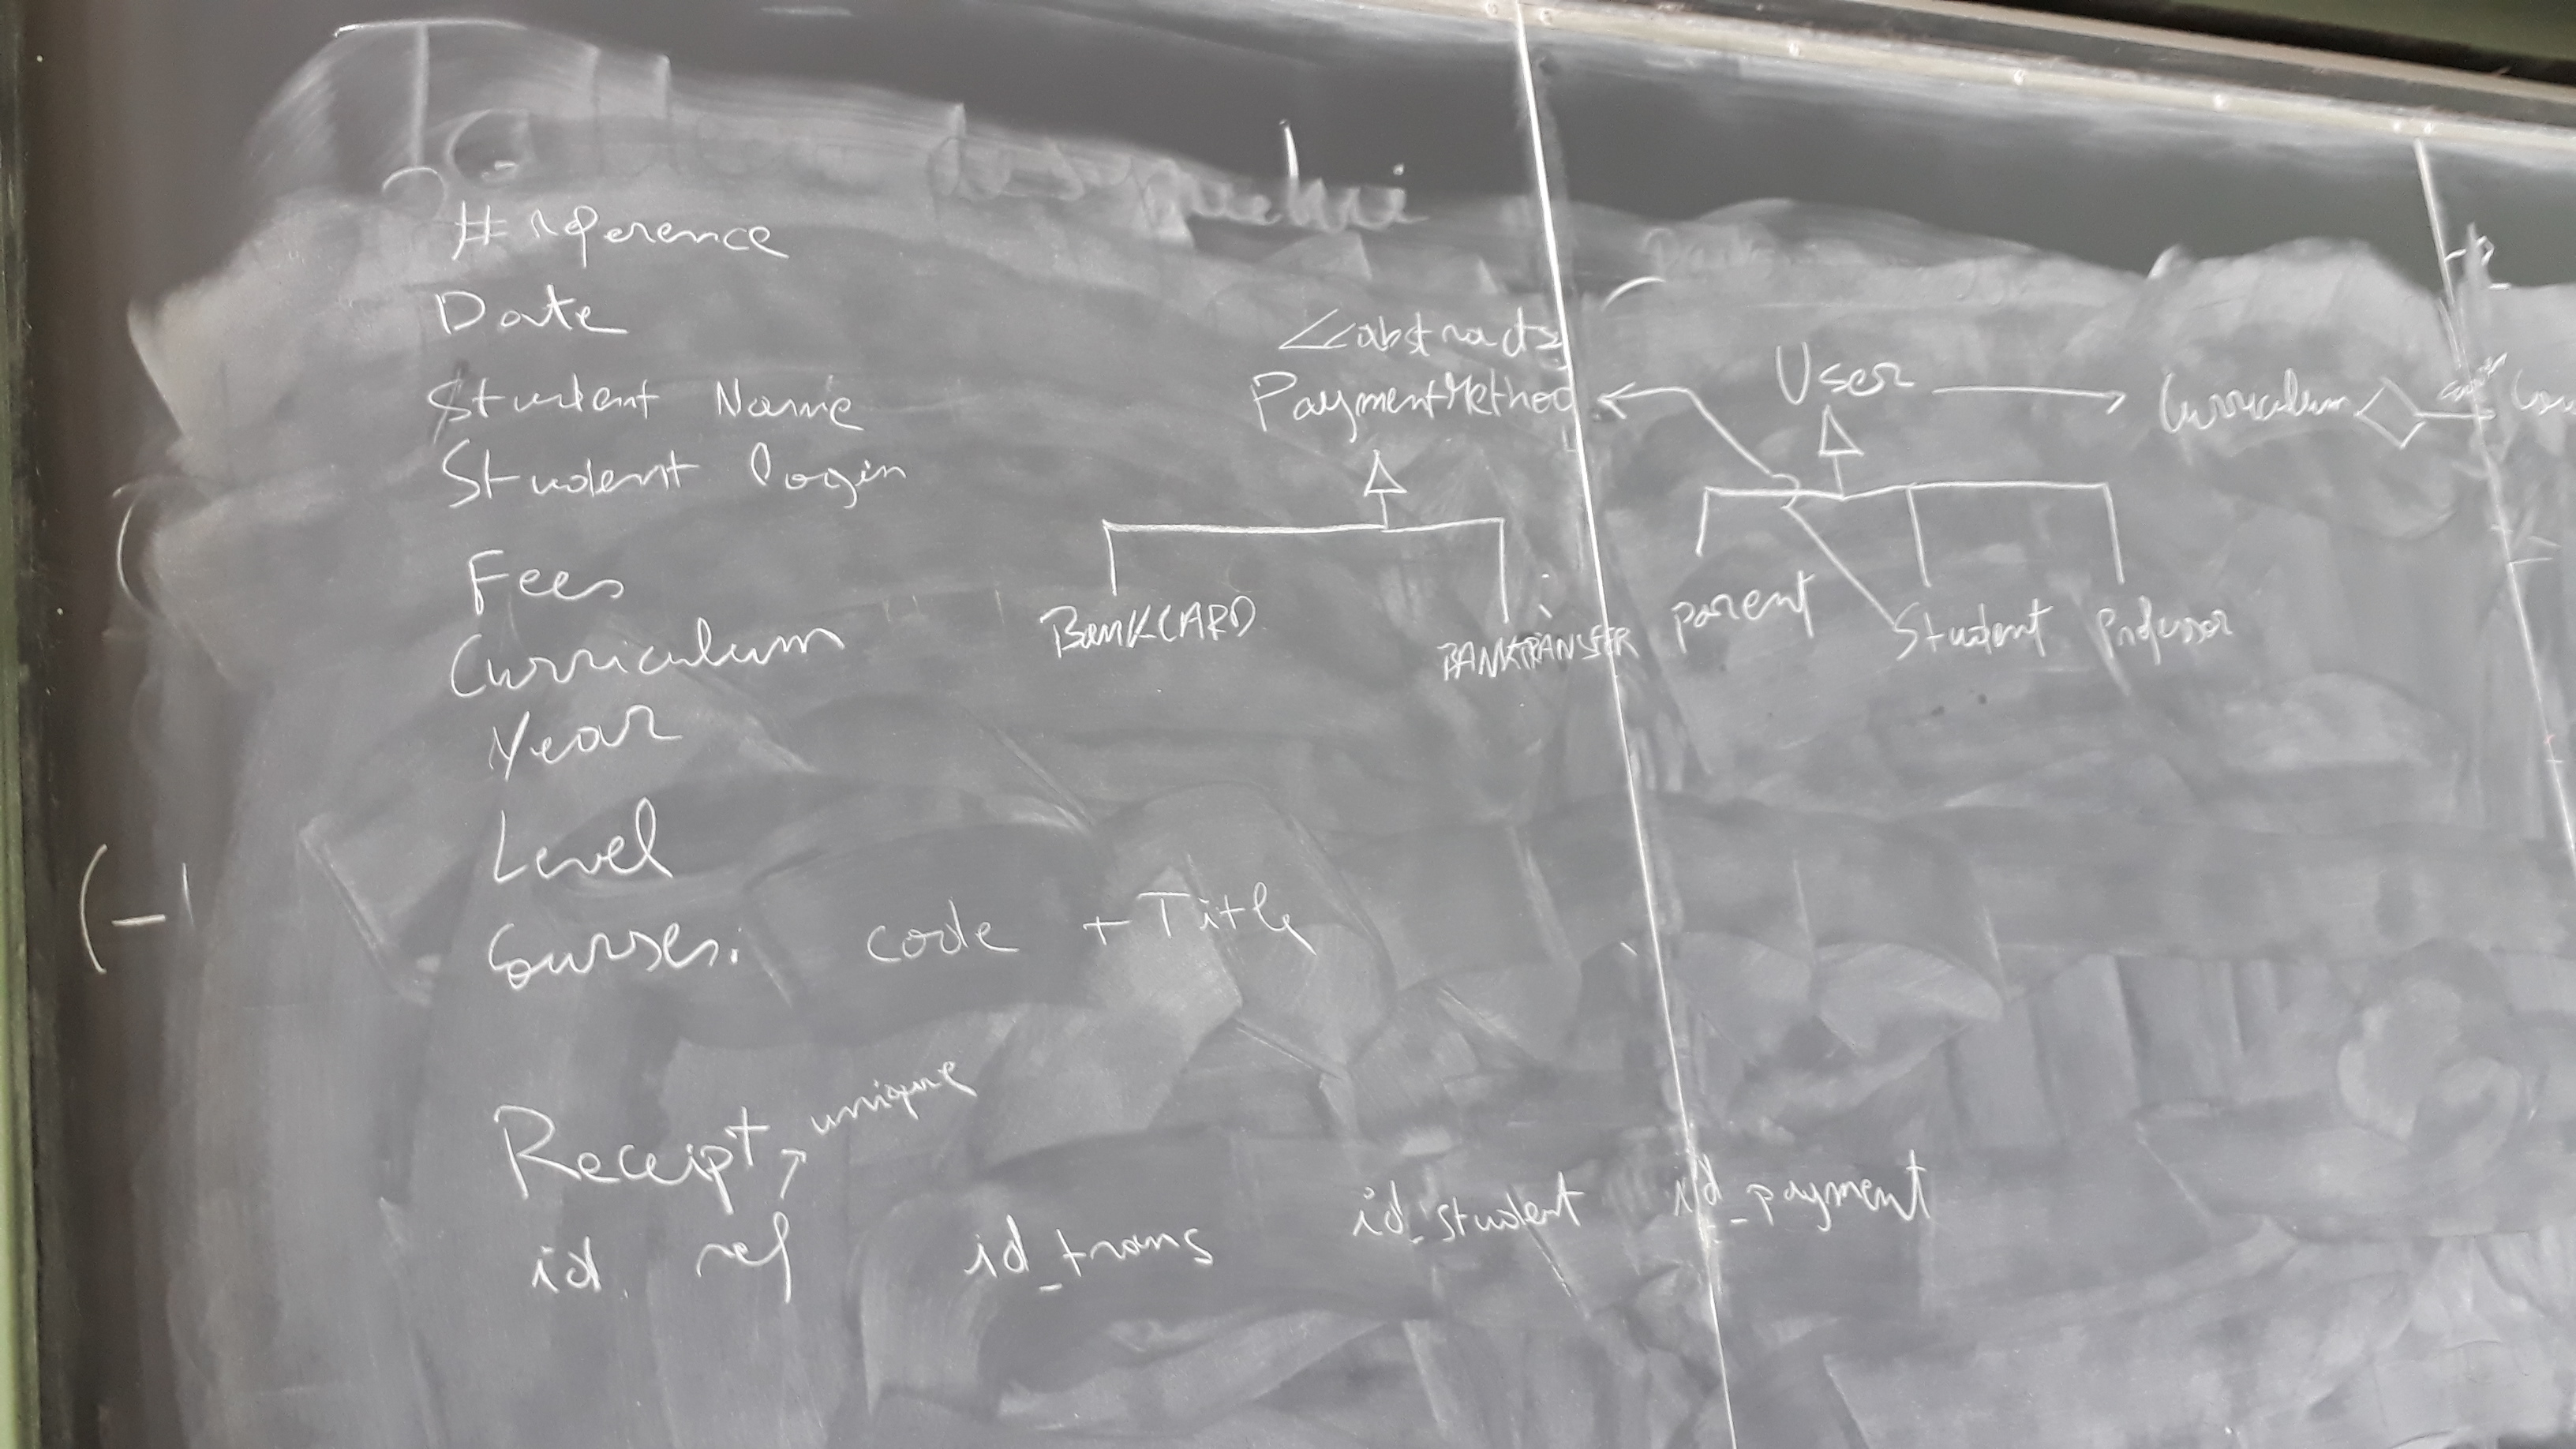 # reference
Date
Student Name
Student login
Fees
Curriculum
Year
Level
Courses: code + Title
Receipt unique
id ref id_trans id_student id_payment
<<abstract>>
PaymentMethod
BankCARD BANKTRANSFER
User Curriculum
parent Student Professor